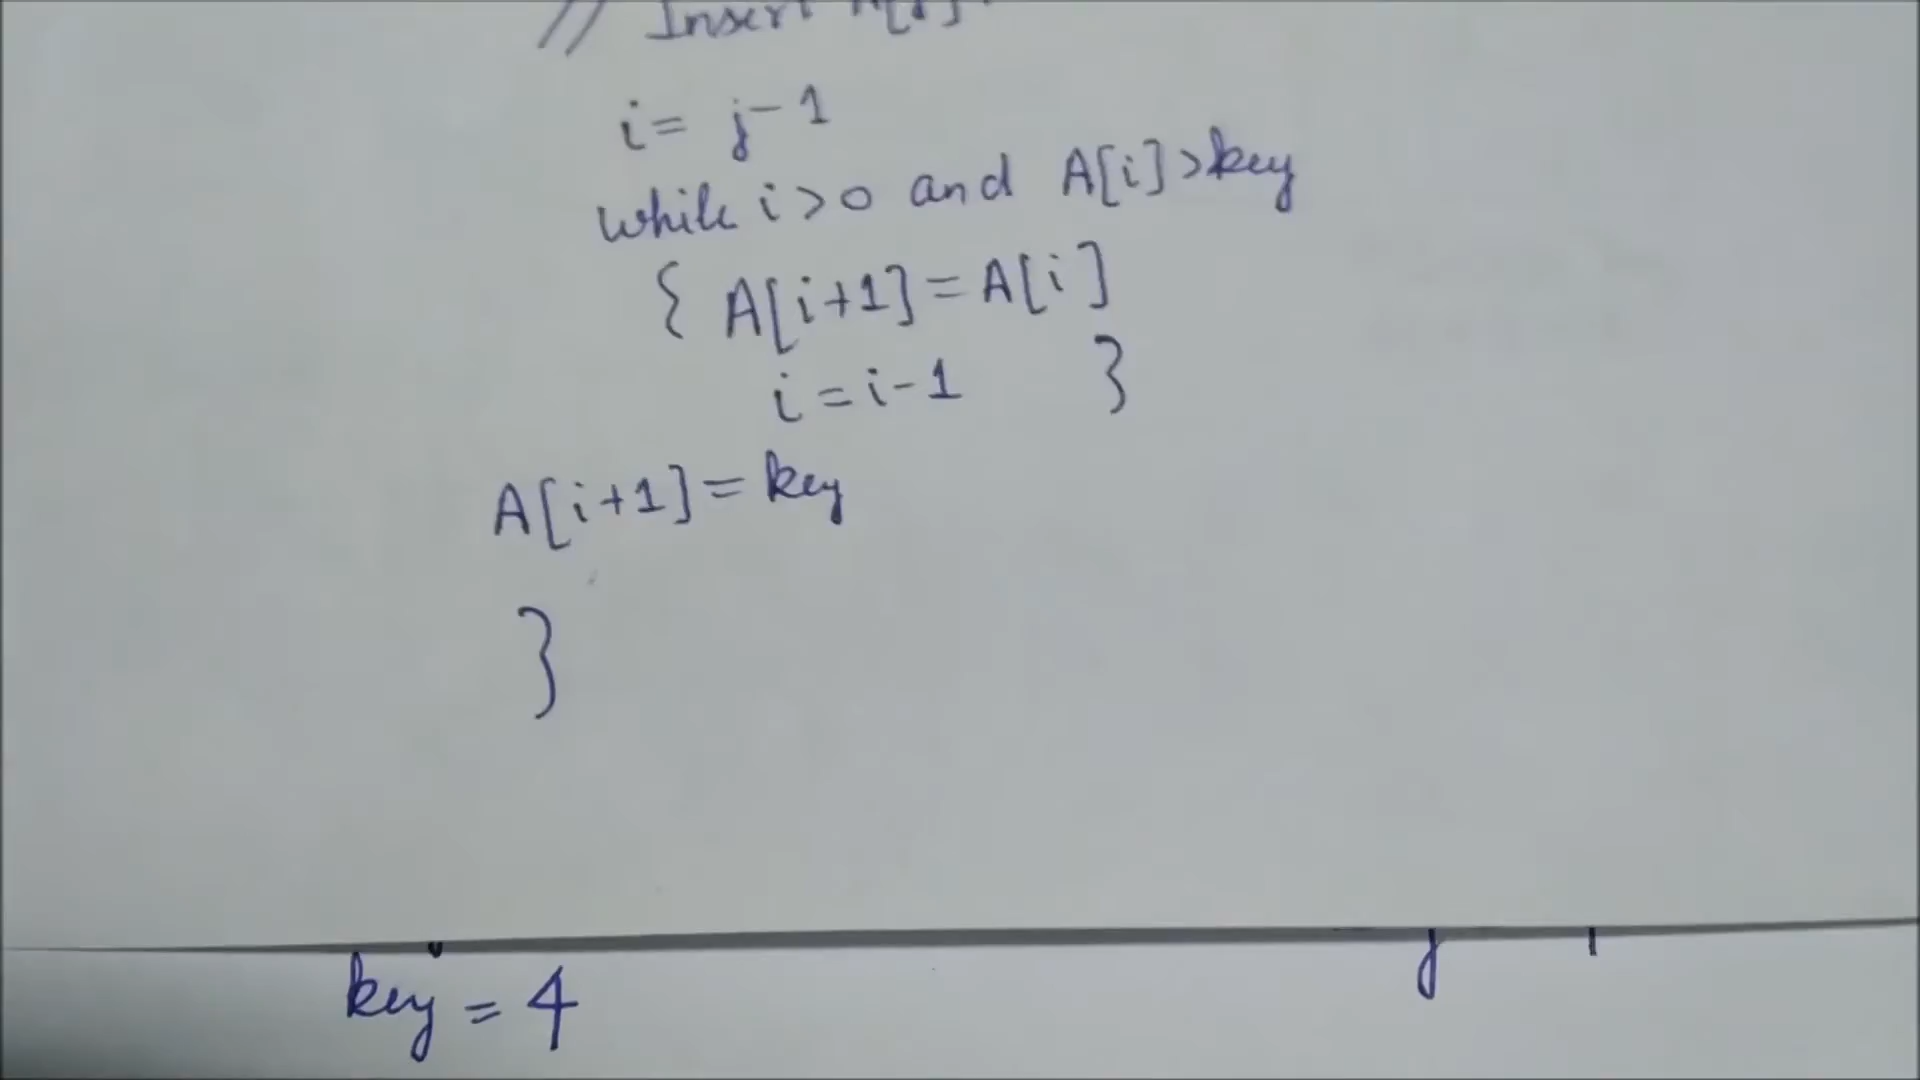 // Insert A[j]
i = j-1
while i>0 and A[i]>key
{ A[i+1]=A[i]
i=i-1 }
A[i+1]=key
}
key=4